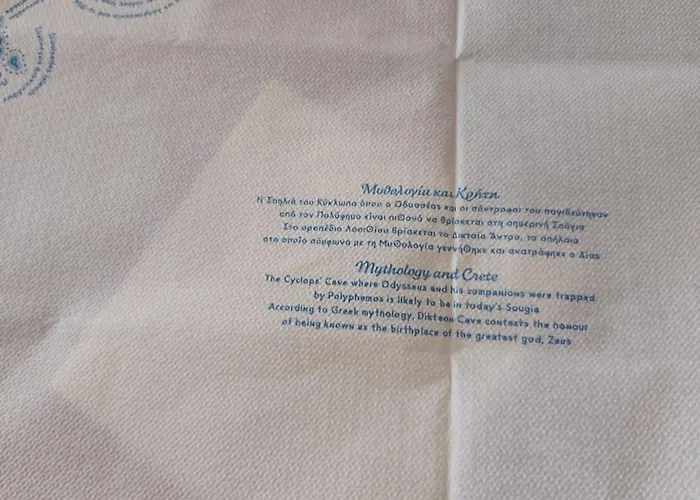 Μυθολογία και Κρήτη
Η Σπηλιά του Κύκλωπα όπου ο Οδυσσέας και οι σύντροφοί του παγιδεύτηκαν
από τον Πολύφημο είναι πιθανό να βρίσκεται στη σημερινή Σούγια
Στο οροπέδιο Λασιθίου βρίσκεται το Δικταίο Άντρο, το σπήλαιο
στο οποίο σύμφωνα με τη Μυθολογία γεννήθηκε και ανατράφηκε ο Δίας
Mythology and Crete
The Cyclops' Cave where Odysseus and his companions were trapped
by Polyphemos is likely to be in today's Sougia
According to Greek mythology, Dikteon Cave contests the honour
of being known as the birthplace of the greatest god, Zeus